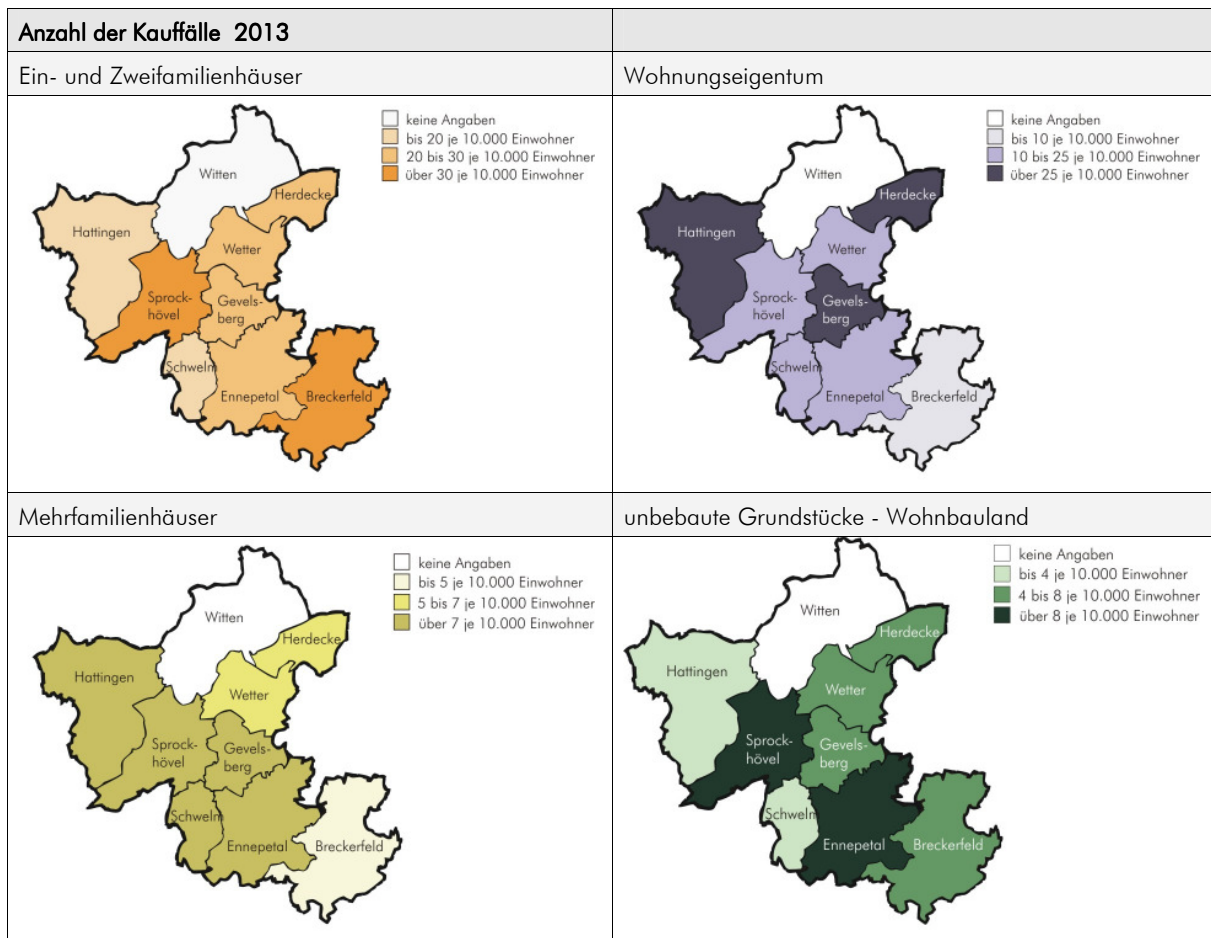 Anzahl der Kauffälle 2013
Ein- und Zweifamilienhäuser
keine Angaben
bis 20 je 10.000 Einwohner
20 bis 30 je 10.000 Einwohner
über 30 je 10.000 Einwohner
Witten
Herdecke
Hattingen
Wetter
Sprock-
hövel
Gevels-
berg
Schwelm
Ennepetal
Breckerfeld
Wohnungseigentum
keine Angaben
bis 10 je 10.000 Einwohner
10 bis 25 je 10.000 Einwohner
über 25 je 10.000 Einwohner
Witten
Herdecke
Hattingen
Wetter
Sprock-
hövel
Gevels-
berg
Schwelm
Ennepetal
Breckerfeld
Mehrfamilienhäuser
keine Angaben
bis 5 je 10.000 Einwohner
5 bis 7 je 10.000 Einwohner
über 7 je 10.000 Einwohner
Witten
Herdecke
Hattingen
Wetter
Sprock-
hövel
Gevels-
berg
Schwelm
Ennepetal
Breckerfeld
unbebaute Grundstücke - Wohnbauland
keine Angaben
bis 4 je 10.000 Einwohner
4 bis 8 je 10.000 Einwohner
über 8 je 10.000 Einwohner
Witten
Herdecke
Hattingen
Wetter
Sprock-
hövel
Gevels-
berg
Schwelm
Ennepetal
Breckerfeld